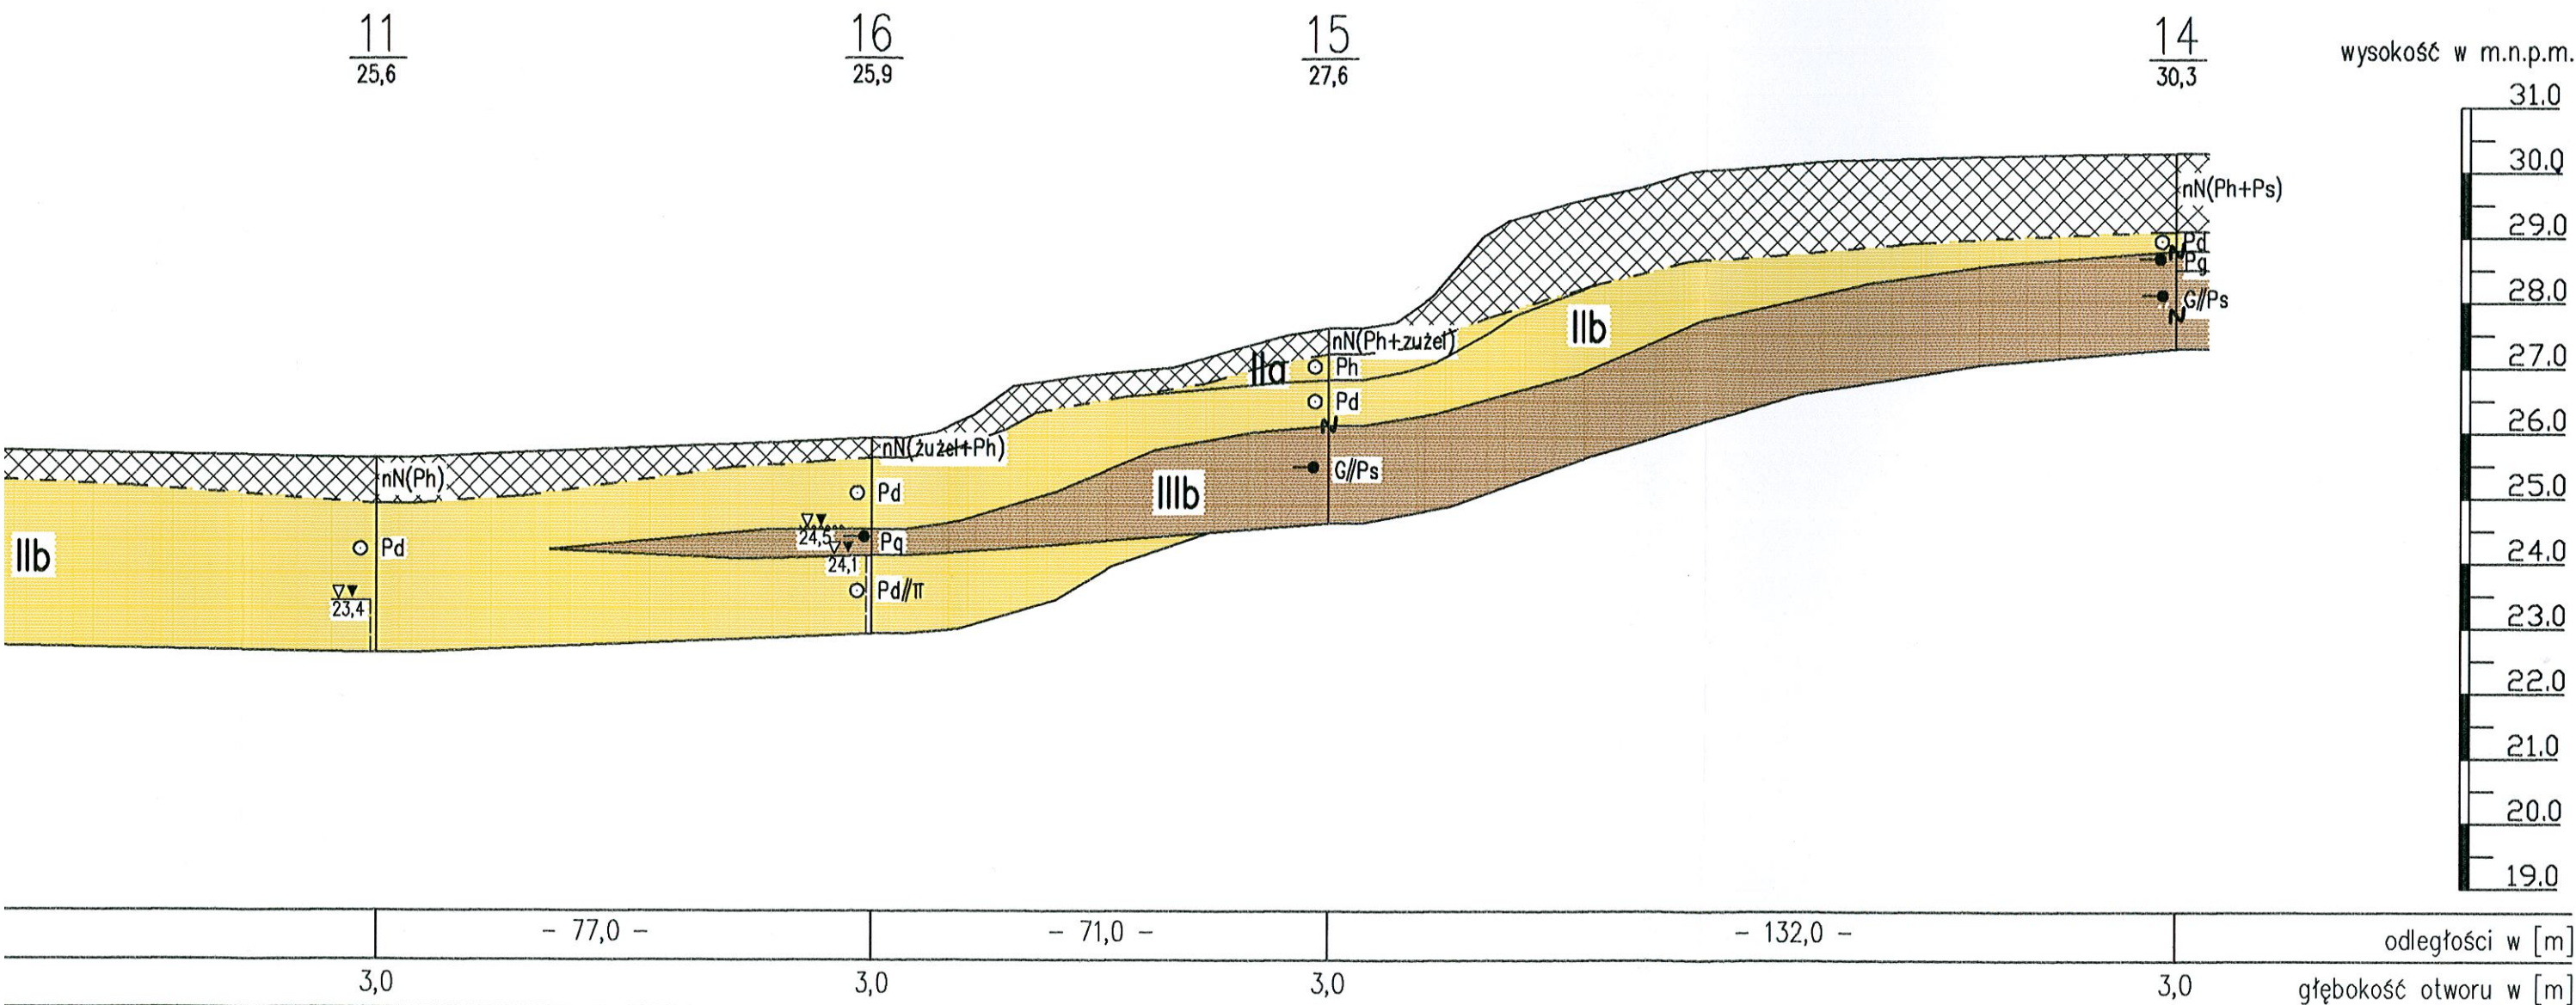 11
25,6
16
25,9
15
27,6
14
30,3
wysokość w m.n.p.m.
31.0
30.0
29.0
28.0
27.0
26.0
25.0
24.0
23.0
22.0
21.0
20.0
19.0
nN(Ph+Ps)
Pd
Pg
G//Ps
IIb
nN(Ph+zużel)
IIa
Ph
Pd
G//Ps
IIIb
nN(żużel+Ph)
Pd
24,5
Pg
24,1
Pd//π
nN(Ph)
IIb
Pd
23,4
- 77,0 -
- 71,0 -
- 132,0 -
odległości w [m]
3,0
3,0
3,0
3,0
głębokość otworu w [m]